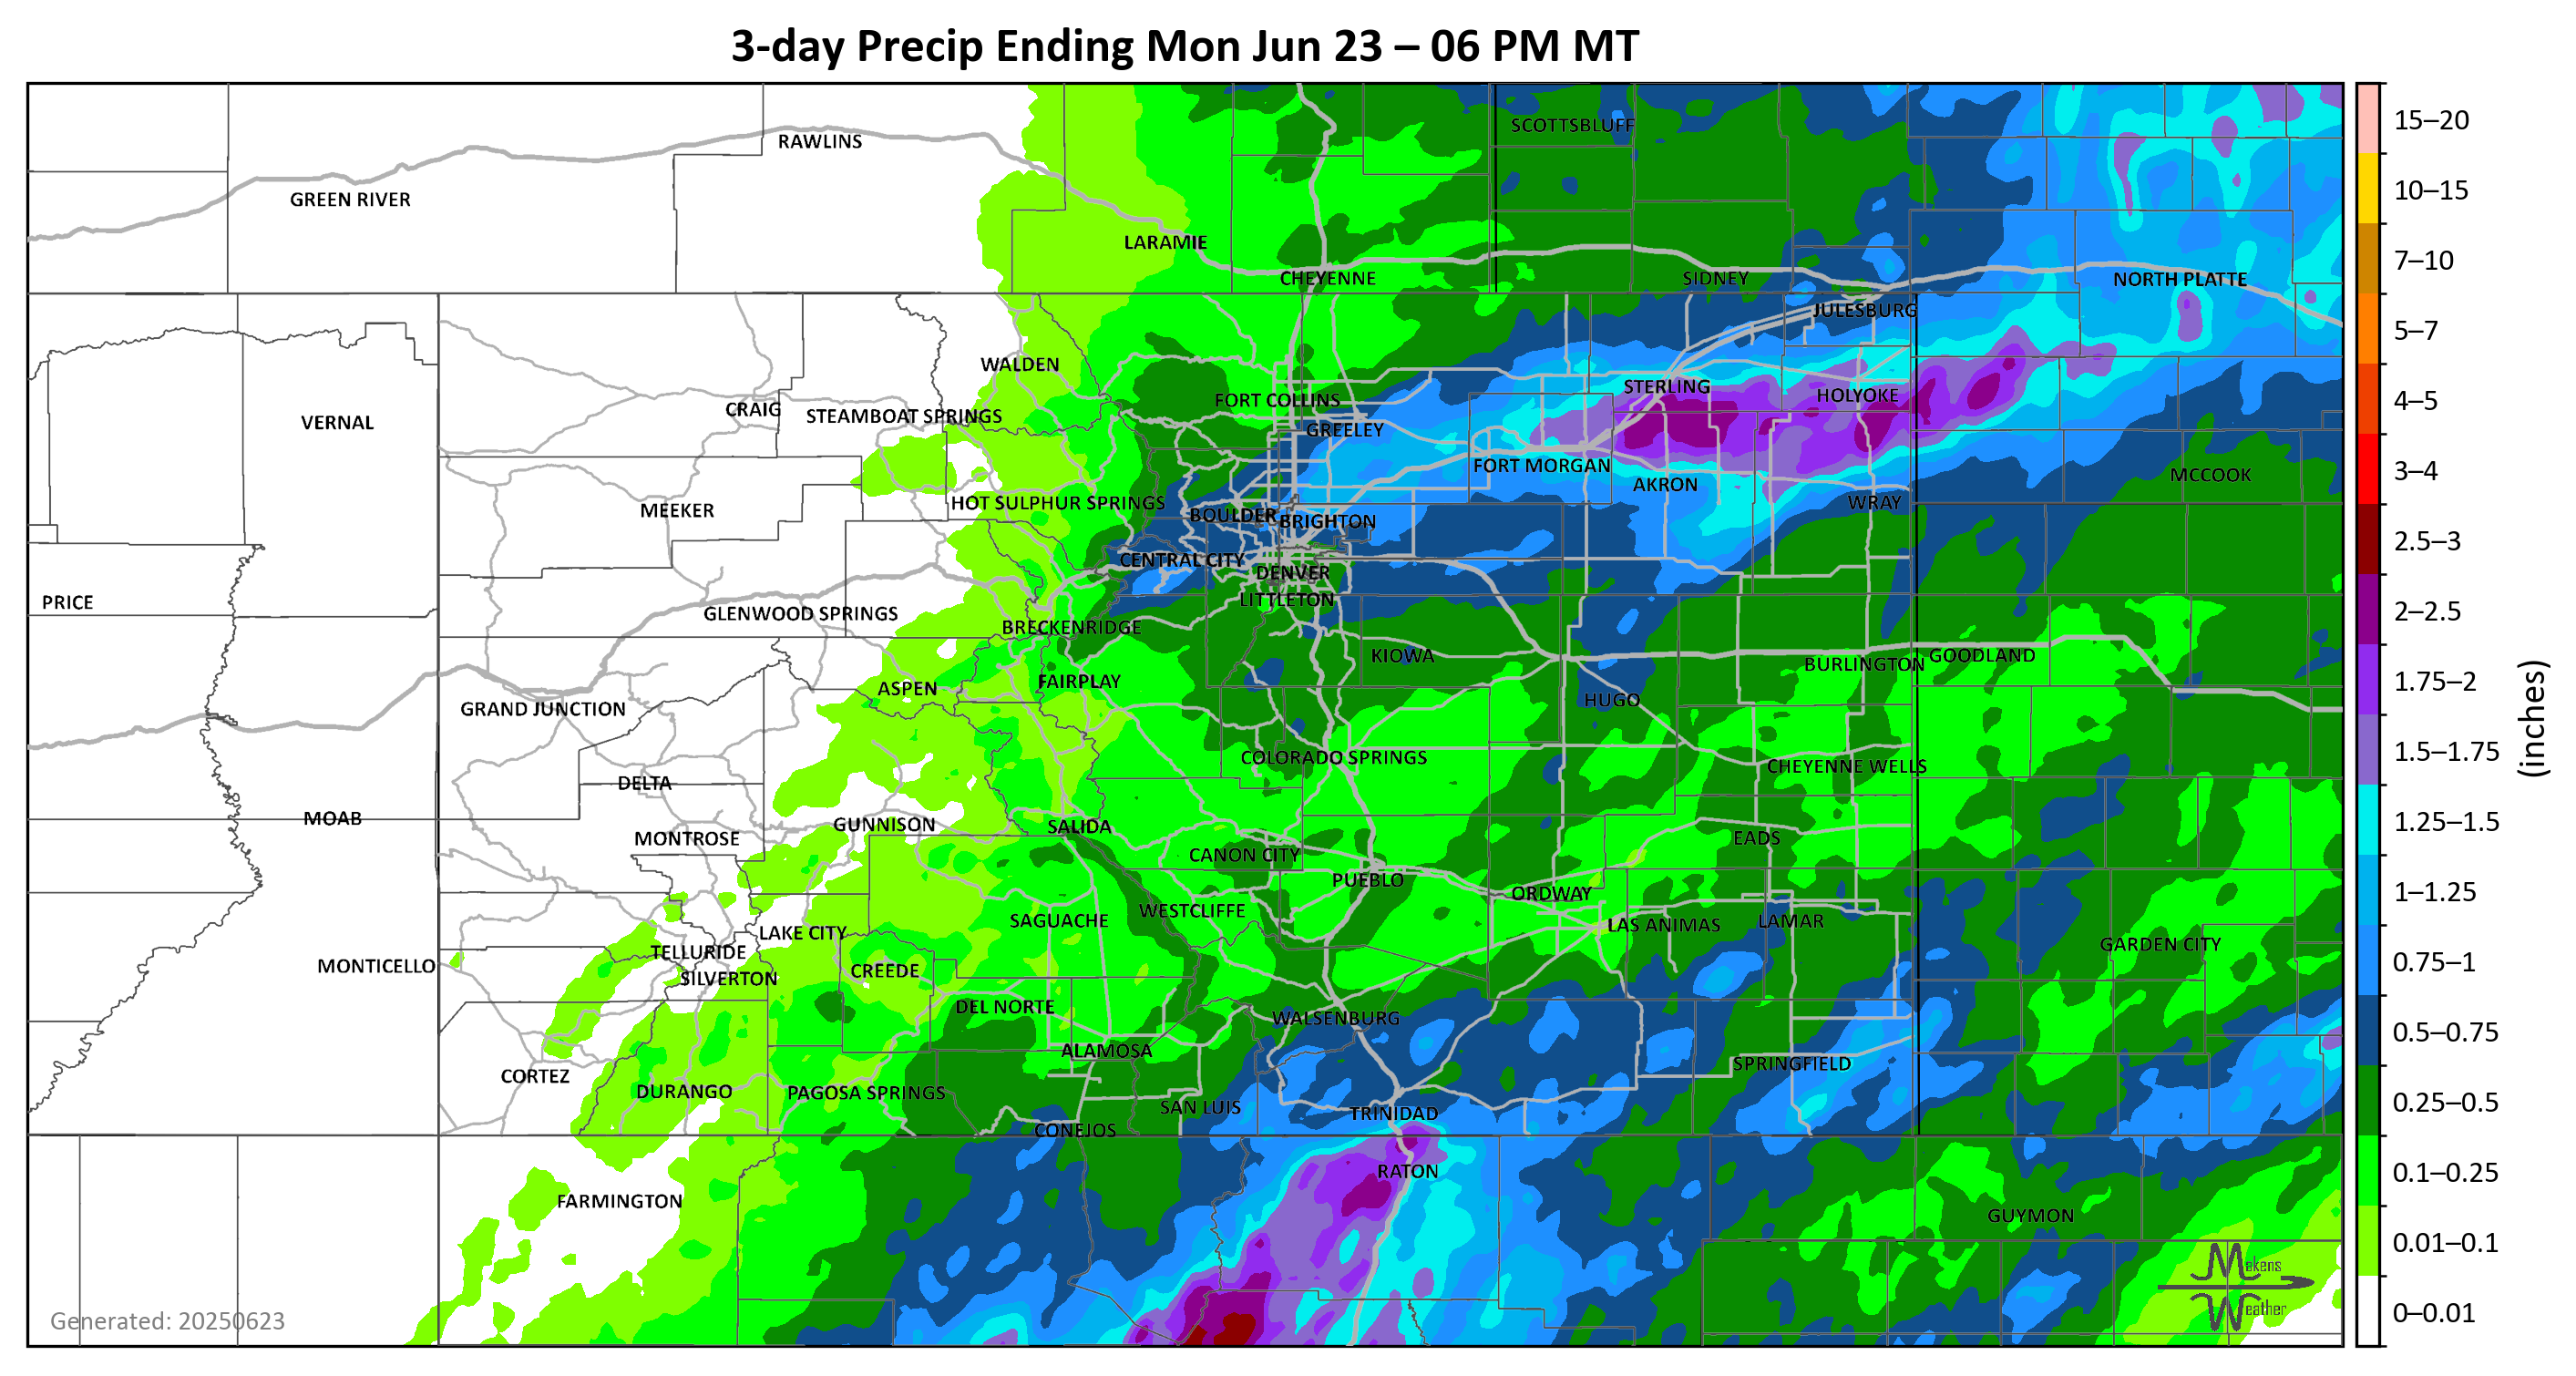 3-day Precip Ending Mon Jun 23 – 06 PM MT
SCOTTSBLUFF
RAWLINS
GREEN RIVER
LARAMIE
CHEYENNE
SIDNEY
NORTH PLATTE
JULESBURG
WALDEN
STERLING
HOLYOKE
FORT COLLINS
CRAIG
STEAMBOAT SPRINGS
VERNAL
GREELEY
FORT MORGAN
MCCOOK
AKRON
HOT SULPHUR SPRINGS
WRAY
MEEKER
BOULDER
BRIGHTON
CENTRAL CITY
DENVER
LITTLETON
PRICE
GLENWOOD SPRINGS
BRECKENRIDGE
KIOWA
GOODLAND
BURLINGTON
FAIRPLAY
ASPEN
HUGO
GRAND JUNCTION
COLORADO SPRINGS
CHEYENNE WELLS
DELTA
MOAB
GUNNISON
SALIDA
MONTROSE
EADS
CANON CITY
PUEBLO
ORDWAY
WESTCLIFFE
SAGUACHE
LAS ANIMAS
LAMAR
LAKE CITY
GARDEN CITY
TELLURIDE
MONTICELLO
CREEDE
SILVERTON
DEL NORTE
WALSENBURG
ALAMOSA
SPRINGFIELD
CORTEZ
DURANGO
PAGOSA SPRINGS
SAN LUIS
TRINIDAD
CONEJOS
RATON
FARMINGTON
GUYMON
Makens
Weather
Generated: 20250623
15–20
10–15
7–10
5–7
4–5
3–4
2.5–3
2–2.5
1.75–2
1.5–1.75
1.25–1.5
1–1.25
0.75–1
0.5–0.75
0.25–0.5
0.1–0.25
0.01–0.1
0–0.01
(inches)